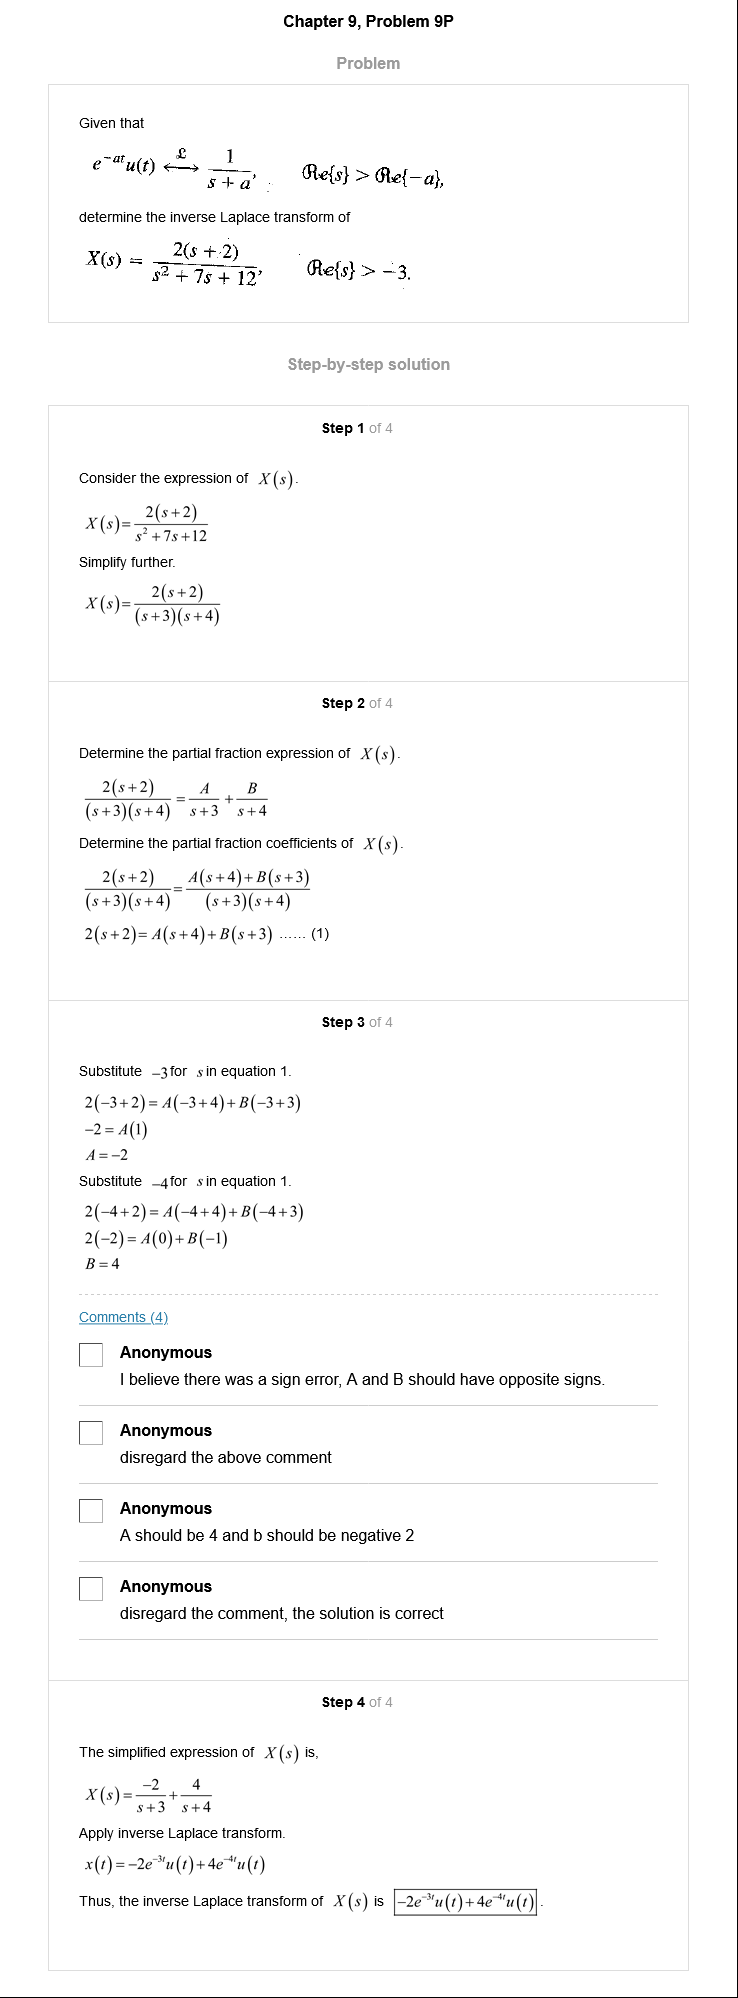 Chapter 9, Problem 9P
Problem
Given that
e^{-at}u(t) \overset{£}{⟷} \frac{1}{s + a}, ℛe{s} > ℛe{−a},
determine the inverse Laplace transform of
X(s) = \frac{2(s + 2)}{s^2 + 7s + 12}, ℛe{s} > −3.
Step-by-step solution
Step 1 of 4
Consider the expression of X(s).
X(s)=\frac{2(s+2)}{s^2+7s+12}
Simplify further.
X(s)=\frac{2(s+2)}{(s+3)(s+4)}
Step 2 of 4
Determine the partial fraction expression of X(s).
\frac{2(s+2)}{(s+3)(s+4)}=\frac{A}{s+3}+\frac{B}{s+4}
Determine the partial fraction coefficients of X(s).
\frac{2(s+2)}{(s+3)(s+4)}=\frac{A(s+4)+B(s+3)}{(s+3)(s+4)}
2(s+2)=A(s+4)+B(s+3) ...... (1)
Step 3 of 4
Substitute −3 for s in equation 1.
2(−3+2)=A(−3+4)+B(−3+3)
−2=A(1)
A=−2
Substitute −4 for s in equation 1.
2(−4+2)=A(−4+4)+B(−4+3)
2(−2)=A(0)+B(−1)
B=4
Comments (4)
Anonymous
I believe there was a sign error, A and B should have opposite signs.
Anonymous
disregard the above comment
Anonymous
A should be 4 and b should be negative 2
Anonymous
disregard the comment, the solution is correct
Step 4 of 4
The simplified expression of X(s) is,
X(s)=\frac{−2}{s+3}+\frac{4}{s+4}
Apply inverse Laplace transform.
x(t)=−2e^{−3t}u(t)+4e^{−4t}u(t)
Thus, the inverse Laplace transform of X(s) is −2e^{−3t}u(t)+4e^{−4t}u(t).